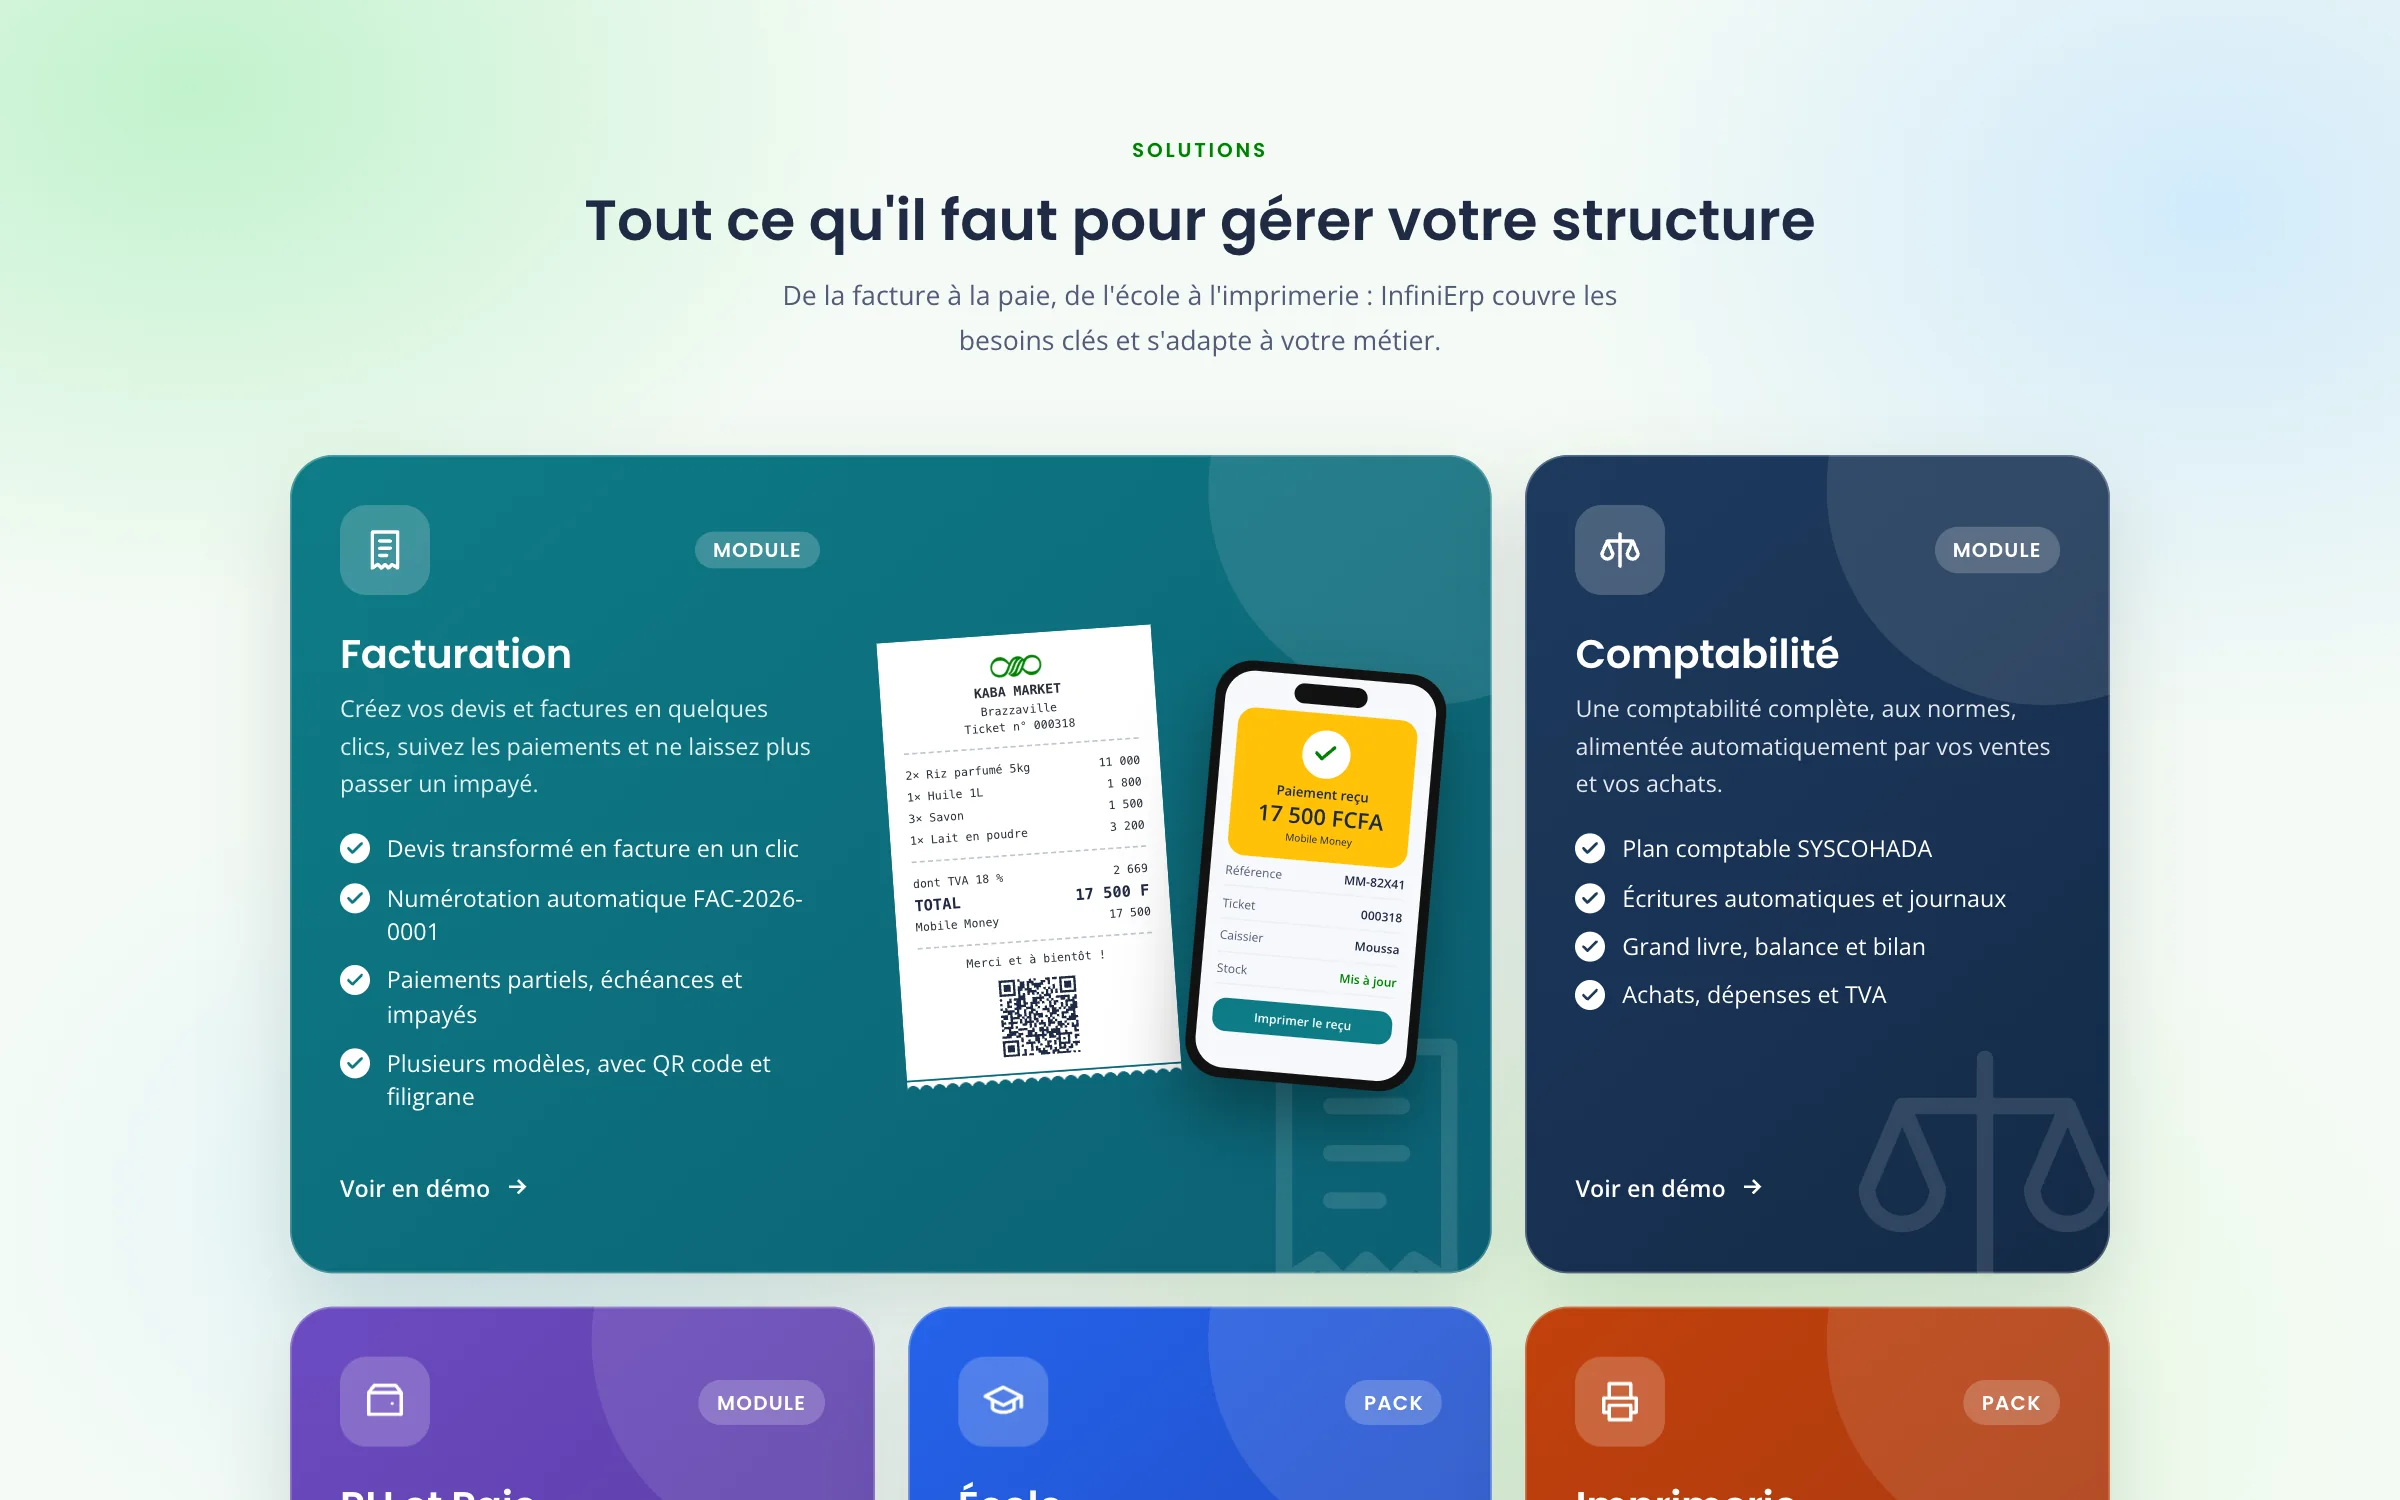 SOLUTIONS
Tout ce qu'il faut pour gérer votre structure
De la facture à la paie, de l'école à l'imprimerie : InfiniErp couvre les
besoins clés et s'adapte à votre métier.
MODULE
Facturation
Créez vos devis et factures en quelques
clics, suivez les paiements et ne laissez plus
passer un impayé.
Devis transformé en facture en un clic
Numérotation automatique FAC-2026-
0001
Paiements partiels, échéances et
impayés
Plusieurs modèles, avec QR code et
filigrane
Voir en démo
KABA MARKET
Brazzaville
Ticket n° 000318
2× Riz parfumé 5kg 11 000
1× Huile 1L 1 800
3× Savon 1 500
1× Lait en poudre 3 200
dont TVA 18 % 2 669
TOTAL 17 500 F
Mobile Money 17 500
Merci et à bientôt !
Paiement reçu
17 500 FCFA
Mobile Money
Référence MM-82X41
Ticket 000318
Caissier Moussa
Stock Mis à jour
Imprimer le reçu
MODULE
Comptabilité
Une comptabilité complète, aux normes,
alimentée automatiquement par vos ventes
et vos achats.
Plan comptable SYSCOHADA
Écritures automatiques et journaux
Grand livre, balance et bilan
Achats, dépenses et TVA
Voir en démo
MODULE
RH et Paie
PACK
École
PACK
Imprimerie